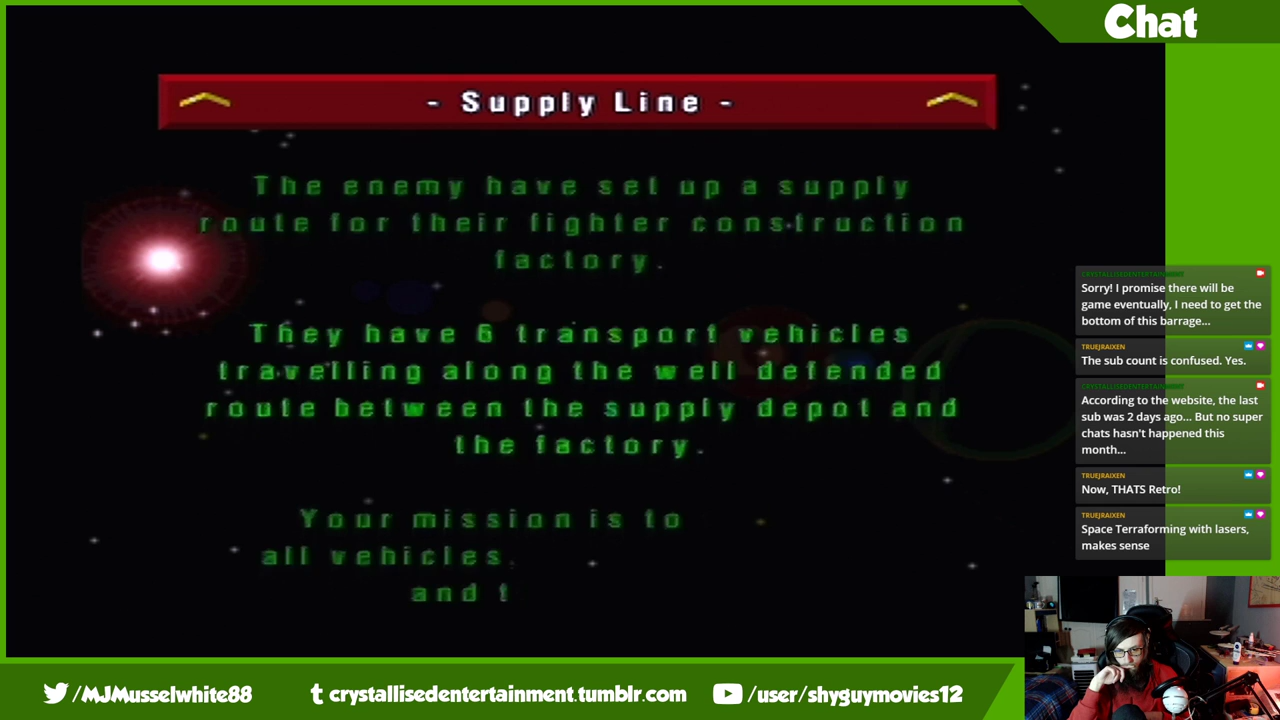 Chat
- Supply Line -
The enemy have set up a supply
route for their fighter construction
factory.
They have 6 transport vehicles
travelling along the well defended
route between the supply depot and
the factory.
Your mission is to
all vehicles.
and t
CRYSTALLISEDENTERTAINMENT
Sorry! I promise there will be
game eventually, I need to get the
bottom of this barrage...
TRUEJRAIXEN
The sub count is confused. Yes.
CRYSTALLISEDENTERTAINMENT
According to the website, the last
sub was 2 days ago... But no super
chats hasn't happened this
month...
TRUEJRAIXEN
Now, THATS Retro!
TRUEJRAIXEN
Space Terraforming with lasers,
makes sense
/MJMusselwhite88
crystallisedentertainment.tumblr.com
/user/shyguymovies12